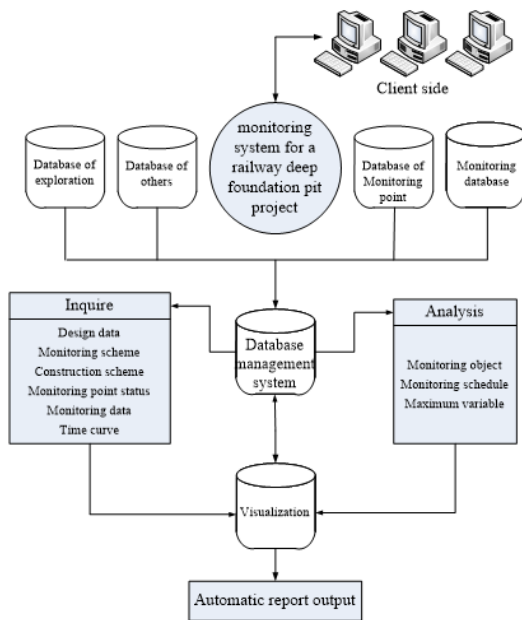 Client side
monitoring
system for a
railway deep
foundation pit
project
Database of
exploration
Database of
others
Database of
Monitoring
point
Monitoring
database
Inquire
Design data
Monitoring scheme
Construction scheme
Monitoring point status
Monitoring data
Time curve
Database
management
system
Analysis
Monitoring object
Monitoring schedule
Maximum variable
Visualization
Automatic report output